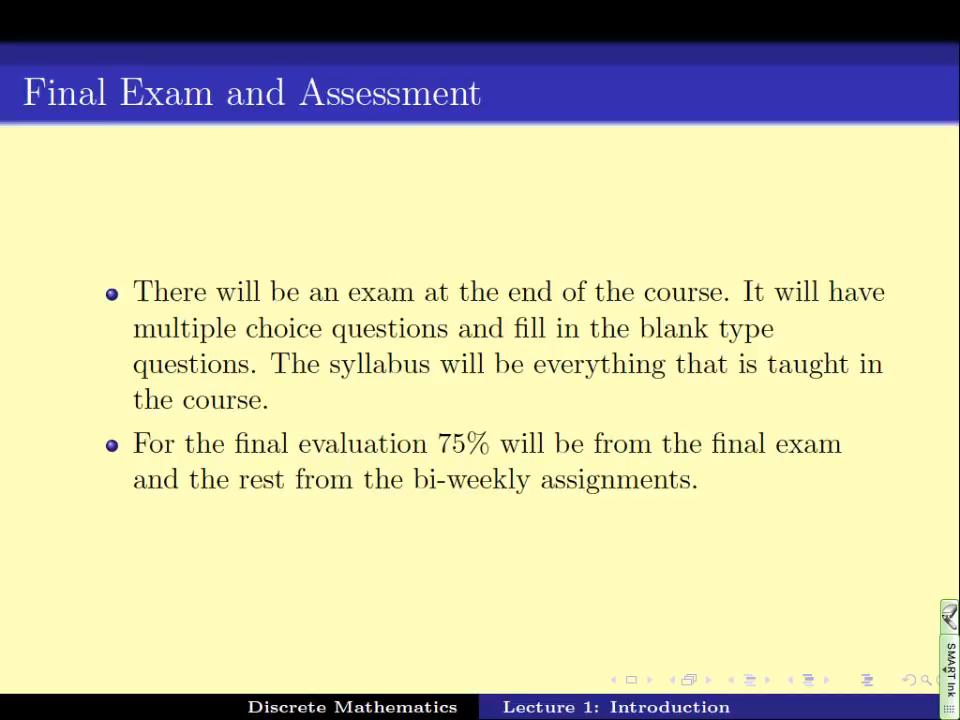 Final Exam and Assessment
There will be an exam at the end of the course. It will have
multiple choice questions and fill in the blank type
questions. The syllabus will be everything that is taught in
the course.
For the final evaluation 75% will be from the final exam
and the rest from the bi-weekly assignments.
SMART Ink
Discrete Mathematics
Lecture 1: Introduction